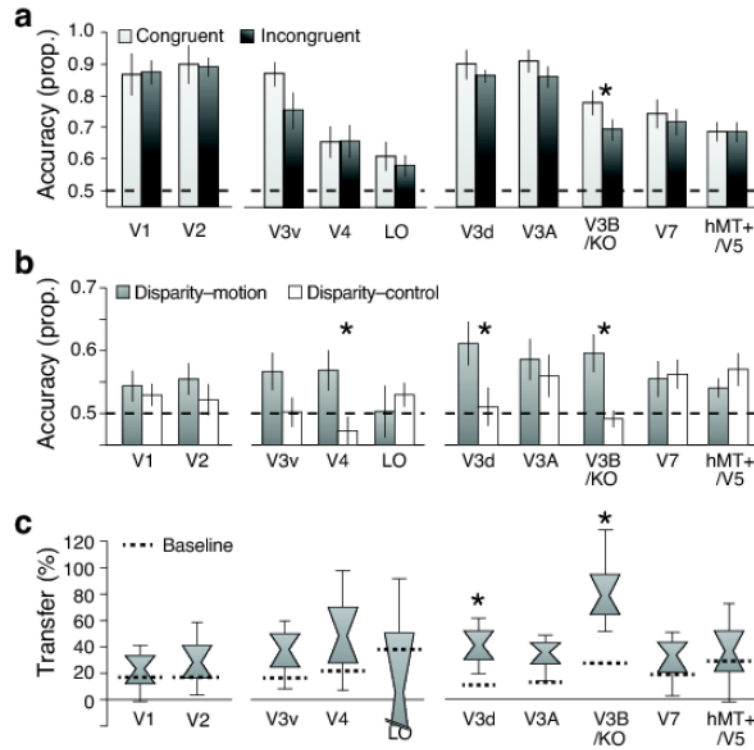 a
Accuracy (prop.)
1.0
0.9
0.8
0.7
0.6
0.5
Congruent Incongruent
*
V1 V2 V3v V4 LO V3d V3A V3B/KO V7 hMT+/V5
b
Accuracy (prop.)
0.7
0.6
0.5
Disparity–motion Disparity–control
* * *
V1 V2 V3v V4 LO V3d V3A V3B/KO V7 hMT+/V5
c
Transfer (%)
120
100
80
60
40
20
0
Baseline
* *
V1 V2 V3v V4 LO V3d V3A V3B/KO V7 hMT+/V5